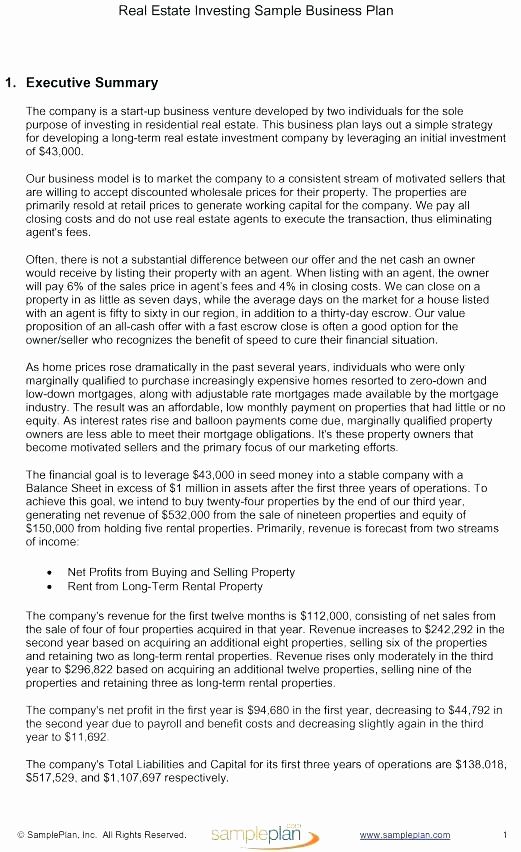 Real Estate Investing Sample Business Plan
1. Executive Summary
The company is a start-up business venture developed by two individuals for the sole
purpose of investing in residential real estate. This business plan lays out a simple strategy
for developing a long-term real estate investment company by leveraging an initial investment
of $43,000.
Our business model is to market the company to a consistent stream of motivated sellers that
are willing to accept discounted wholesale prices for their property. The properties are
primarily resold at retail prices to generate working capital for the company. We pay all
closing costs and do not use real estate agents to execute the transaction, thus eliminating
agent's fees.
Often, there is not a substantial difference between our offer and the net cash an owner
would receive by listing their property with an agent. When listing with an agent, the owner
will pay 6% of the sales price in agent's fees and 4% in closing costs. We can close on a
property in as little as seven days, while the average days on the market for a house listed
with an agent is fifty to sixty in our region, in addition to a thirty-day escrow. Our value
proposition of an all-cash offer with a fast escrow close is often a good option for the
owner/seller who recognizes the benefit of speed to cure their financial situation.
As home prices rose dramatically in the past several years, individuals who were only
marginally qualified to purchase increasingly expensive homes resorted to zero-down and
low-down mortgages, along with adjustable rate mortgages made available by the mortgage
industry. The result was an affordable, low monthly payment on properties that had little or no
equity. As interest rates rise and balloon payments come due, marginally qualified property
owners are less able to meet their mortgage obligations. It's these property owners that
become motivated sellers and the primary focus of our marketing efforts.
The financial goal is to leverage $43,000 in seed money into a stable company with a
Balance Sheet in excess of $1 million in assets after the first three years of operations. To
achieve this goal, we intend to buy twenty-four properties by the end of our third year,
generating net revenue of $532,000 from the sale of nineteen properties and equity of
$150,000 from holding five rental properties. Primarily, revenue is forecast from two streams
of income:
• Net Profits from Buying and Selling Property
• Rent from Long-Term Rental Property
The company's revenue for the first twelve months is $112,000, consisting of net sales from
the sale of four of four properties acquired in that year. Revenue increases to $242,292 in the
second year based on acquiring an additional eight properties, selling six of the properties
and retaining two as long-term rental properties. Revenue rises only moderately in the third
year to $296,822 based on acquiring an additional twelve properties, selling nine of the
properties and retaining three as long-term rental properties.
The company's net profit in the first year is $94,680 in the first year, decreasing to $44,792 in
the second year due to payroll and benefit costs and decreasing slightly again in the third
year to $11,692.
The company's Total Liabilities and Capital for its first three years of operations are $138,018,
$517,529, and $1,107,697 respectively.
© SamplePlan, Inc. All Rights Reserved. sampleplan.com www.sampleplan.com 1